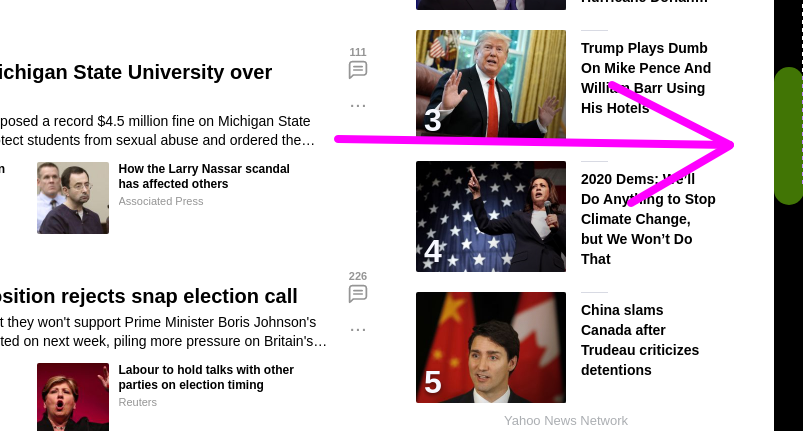 ichigan State University over
posed a record $4.5 million fine on Michigan State
tect students from sexual abuse and ordered the…
n
How the Larry Nassar scandal
has affected others
Associated Press
osition rejects snap election call
t they won't support Prime Minister Boris Johnson's
ted on next week, piling more pressure on Britain's…
Labour to hold talks with other
parties on election timing
Reuters
111
226
3
Trump Plays Dumb
On Mike Pence And
William Barr Using
His Hotels
4
2020 Dems: We'll
Do Anything to Stop
Climate Change,
but We Won't Do
That
5
China slams
Canada after
Trudeau criticizes
detentions
Yahoo News Network